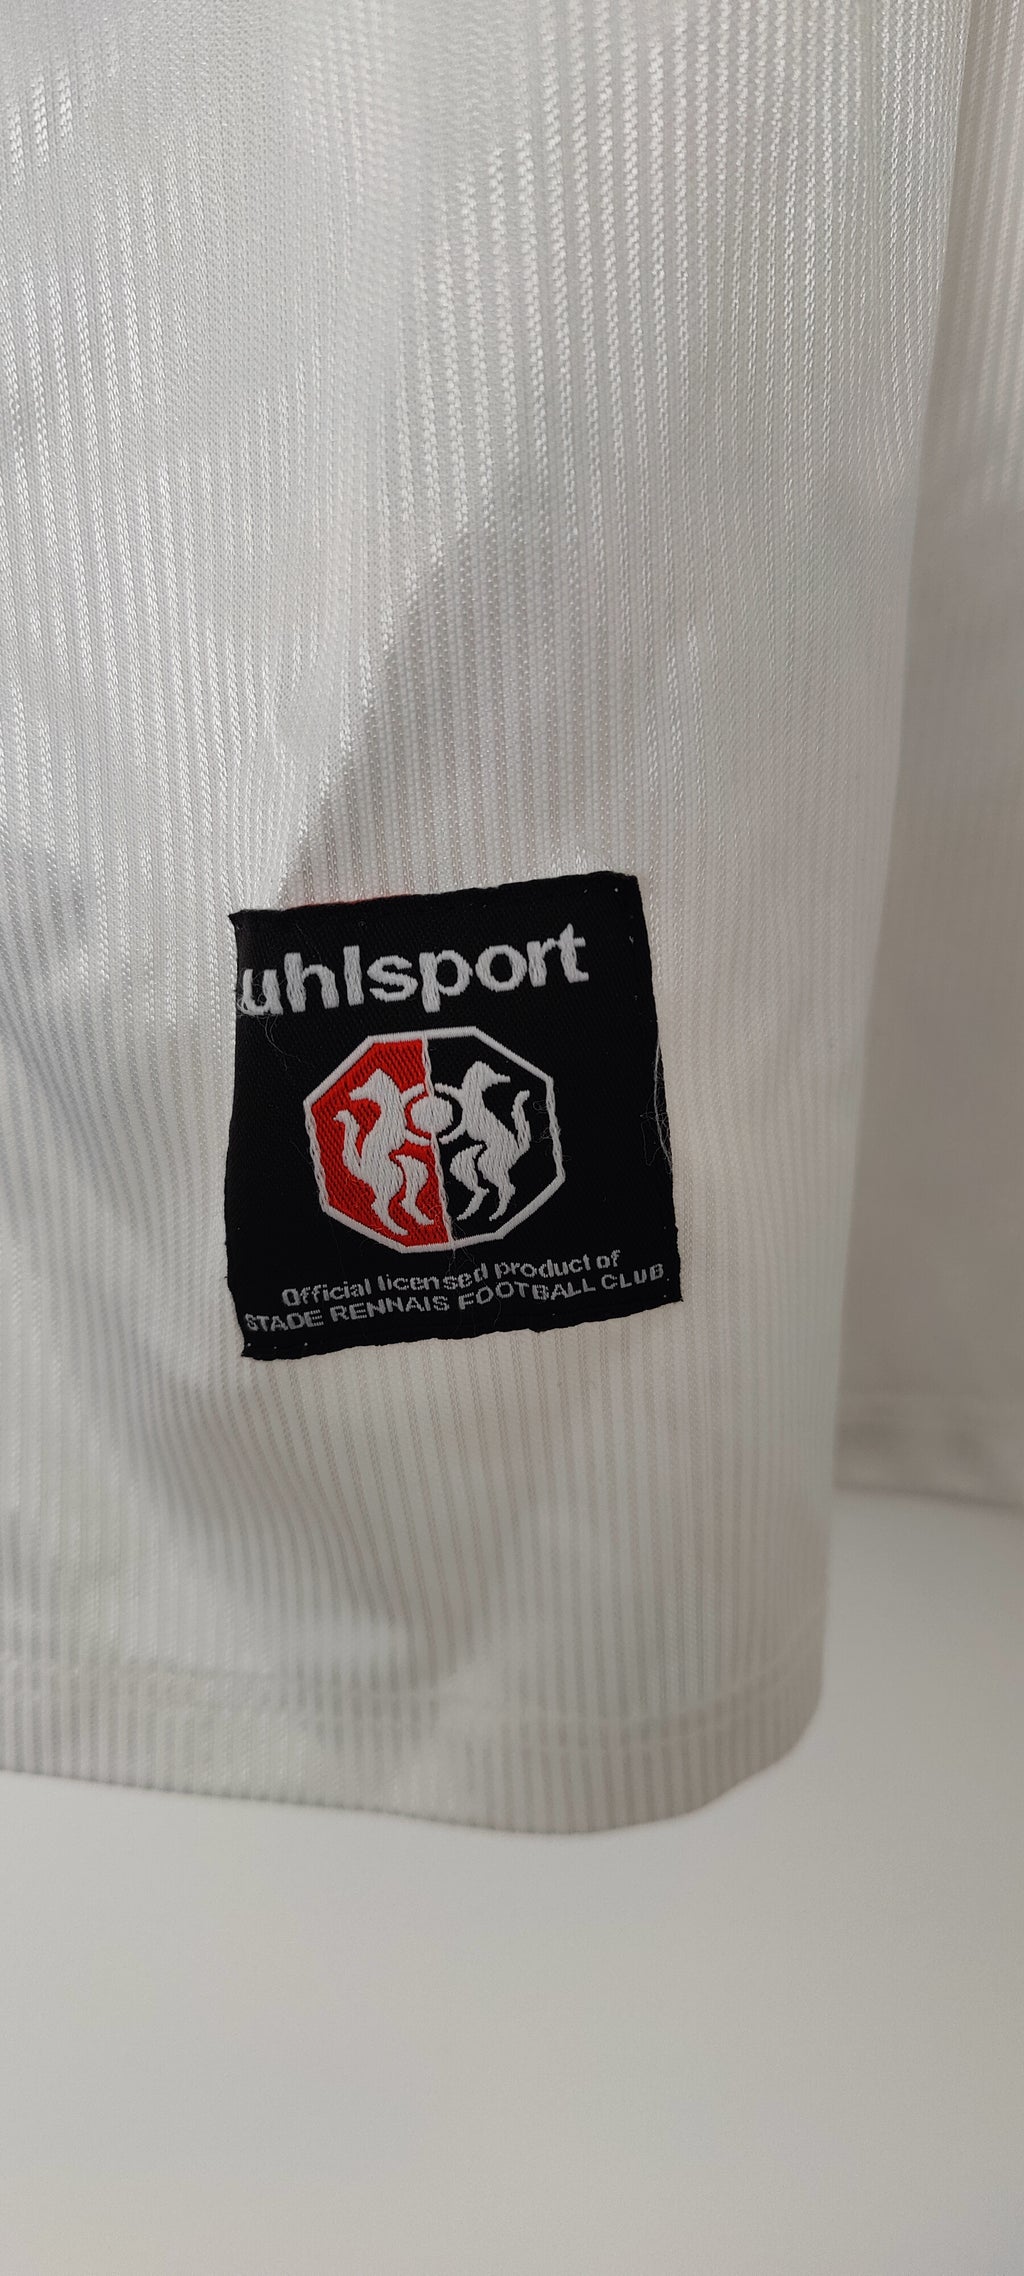 uhlsport
Official licensed product of
STADE RENNAIS FOOTBALL CLUB